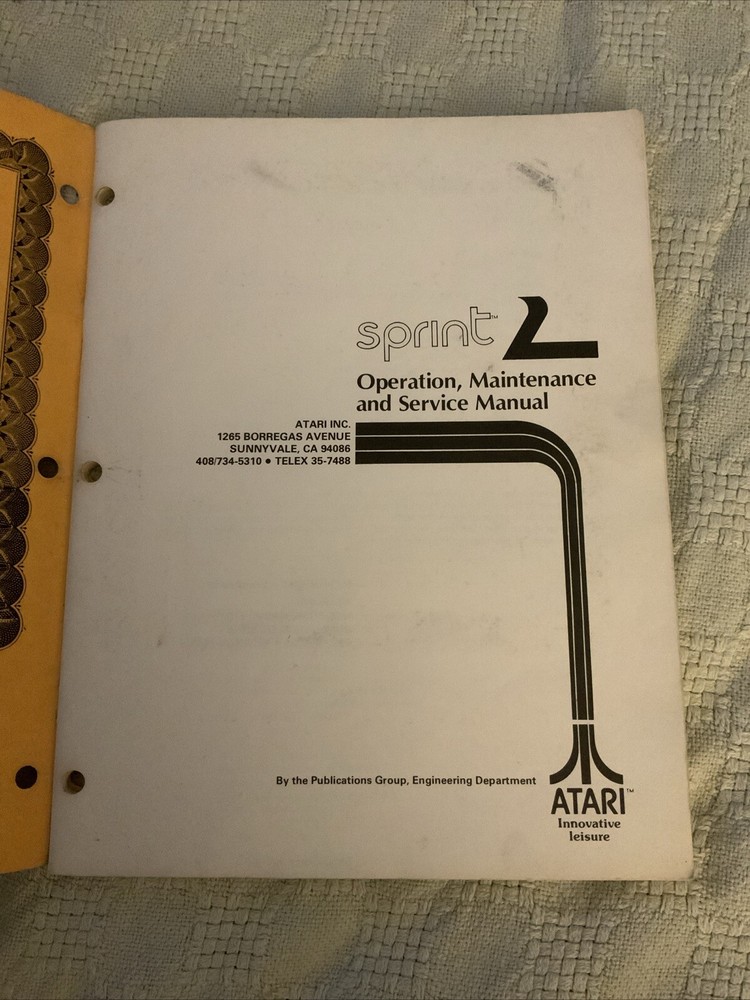 sprint™ 2
Operation, Maintenance
and Service Manual
ATARI INC.
1265 BORREGAS AVENUE
SUNNYVALE, CA 94086
408/734-5310 • TELEX 35-7488
By the Publications Group, Engineering Department
ATARI™
Innovative
leisure